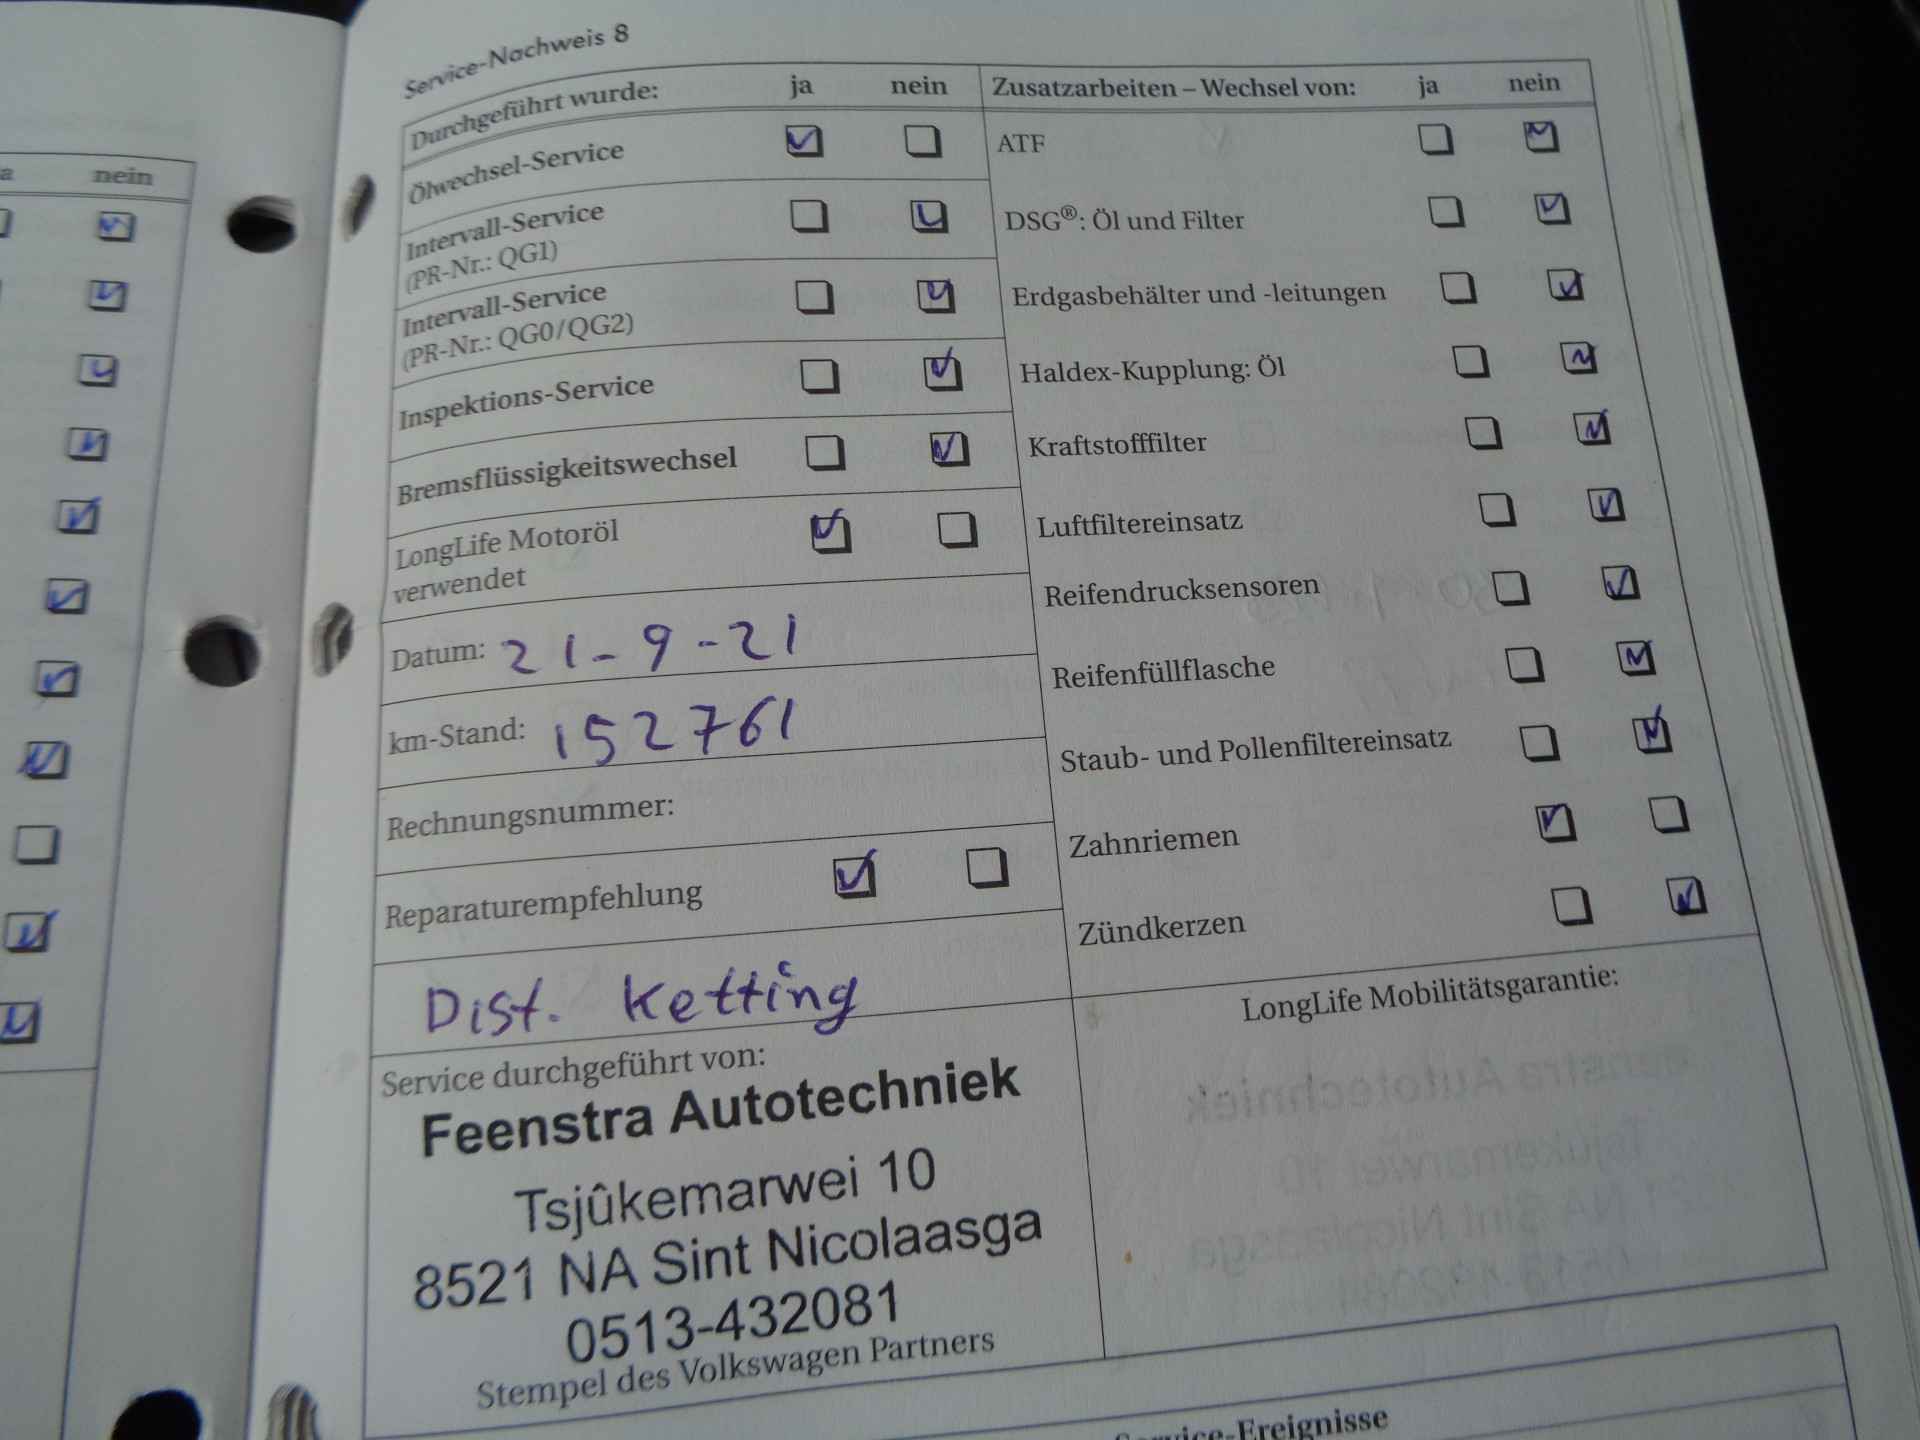 a nein
Service-Nachweis 8
Durchgeführt wurde: ja nein
Ölwechsel-Service
Intervall-Service
(PR-Nr.: QG1)
Intervall-Service
(PR-Nr.: QG0/QG2)
Inspektions-Service
Bremsflüssigkeitswechsel
LongLife Motoröl
verwendet
Datum: 21-9-21
km-Stand: 152761
Rechnungsnummer:
Reparaturempfehlung
Dist. Ketting
Service durchgeführt von:
Feenstra Autotechniek
Tsjûkemarwei 10
8521 NA Sint Nicolaasga
0513-432081
Stempel des Volkswagen Partners
Zusatzarbeiten – Wechsel von: ja nein
ATF
DSG®: Öl und Filter
Erdgasbehälter und -leitungen
Haldex-Kupplung: Öl
Kraftstofffilter
Luftfiltereinsatz
Reifendrucksensoren
Reifenfüllflasche
Staub- und Pollenfiltereinsatz
Zahnriemen
Zündkerzen
LongLife Mobilitätsgarantie:
Service-Ereignisse